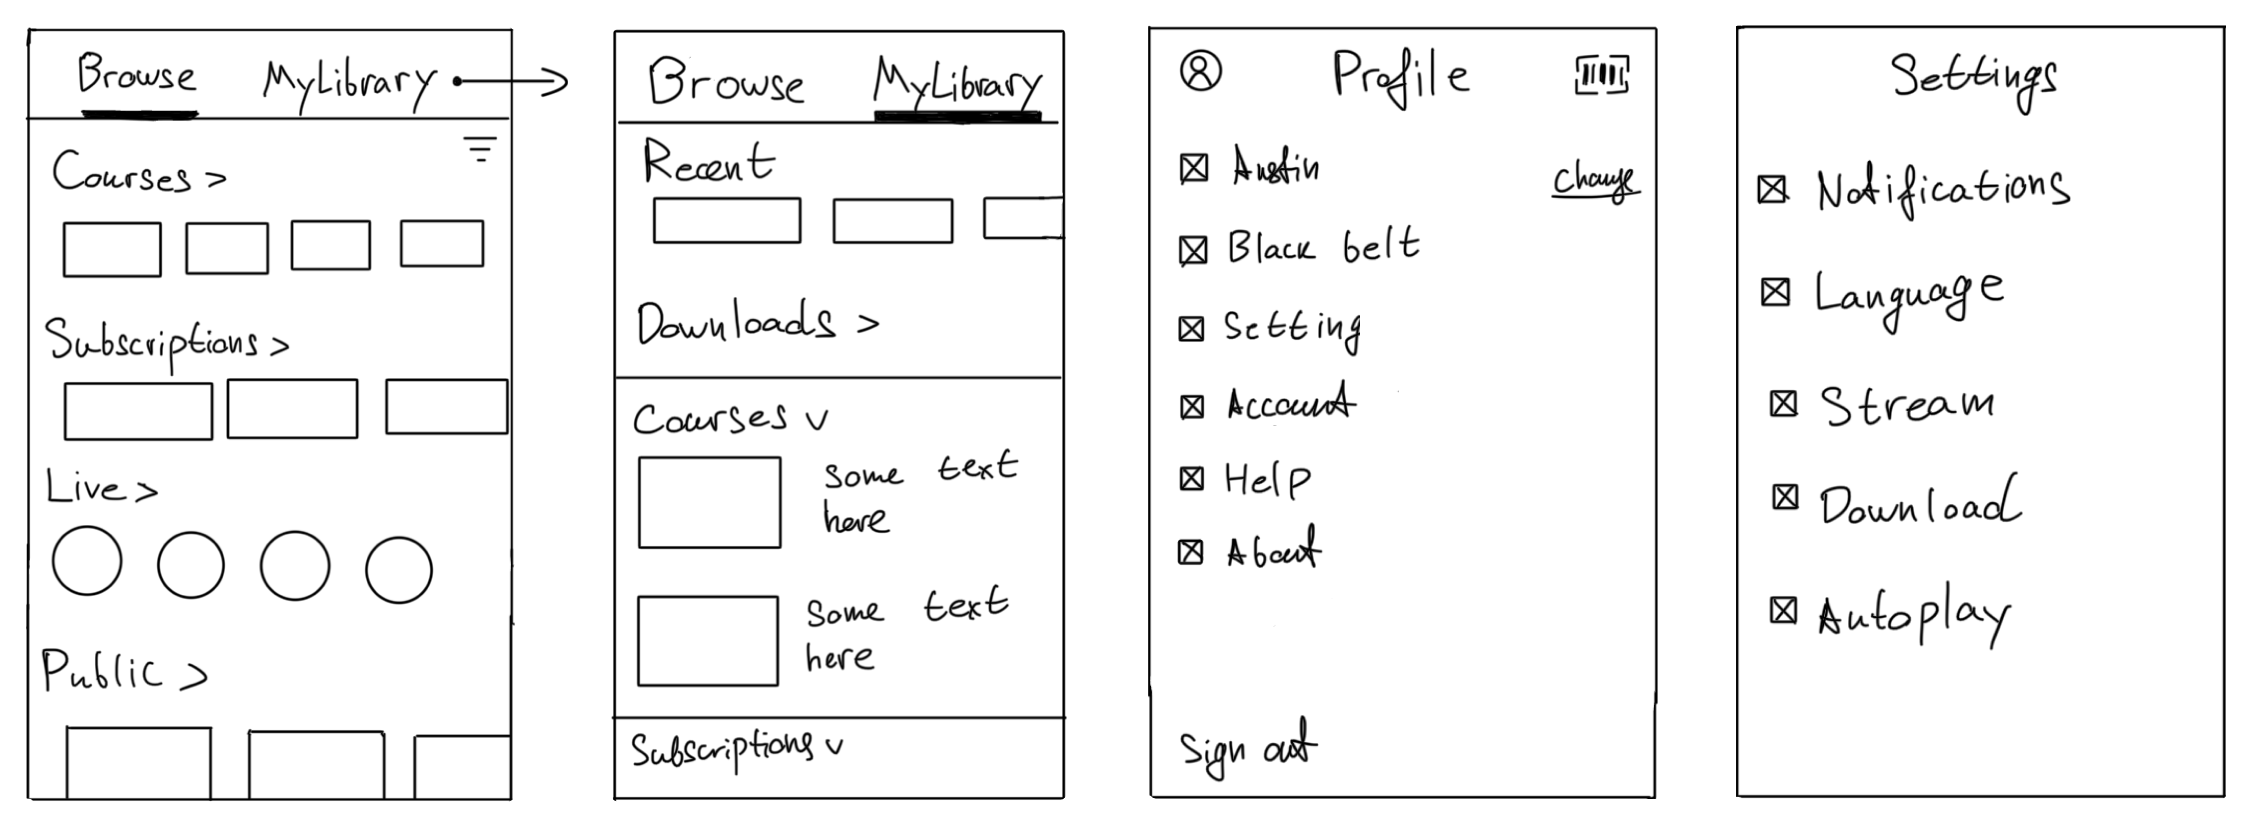 Browse MyLibrary
Courses >
Subscriptions >
Live >
Public >
Browse MyLibrary
Recent
Downloads >
Courses v
some text
here
some text
here
Subscriptions v
Profile
Austin change
Black belt
Setting
Account
Help
About
Sign out
Settings
Notifications
Language
Stream
Download
Autoplay